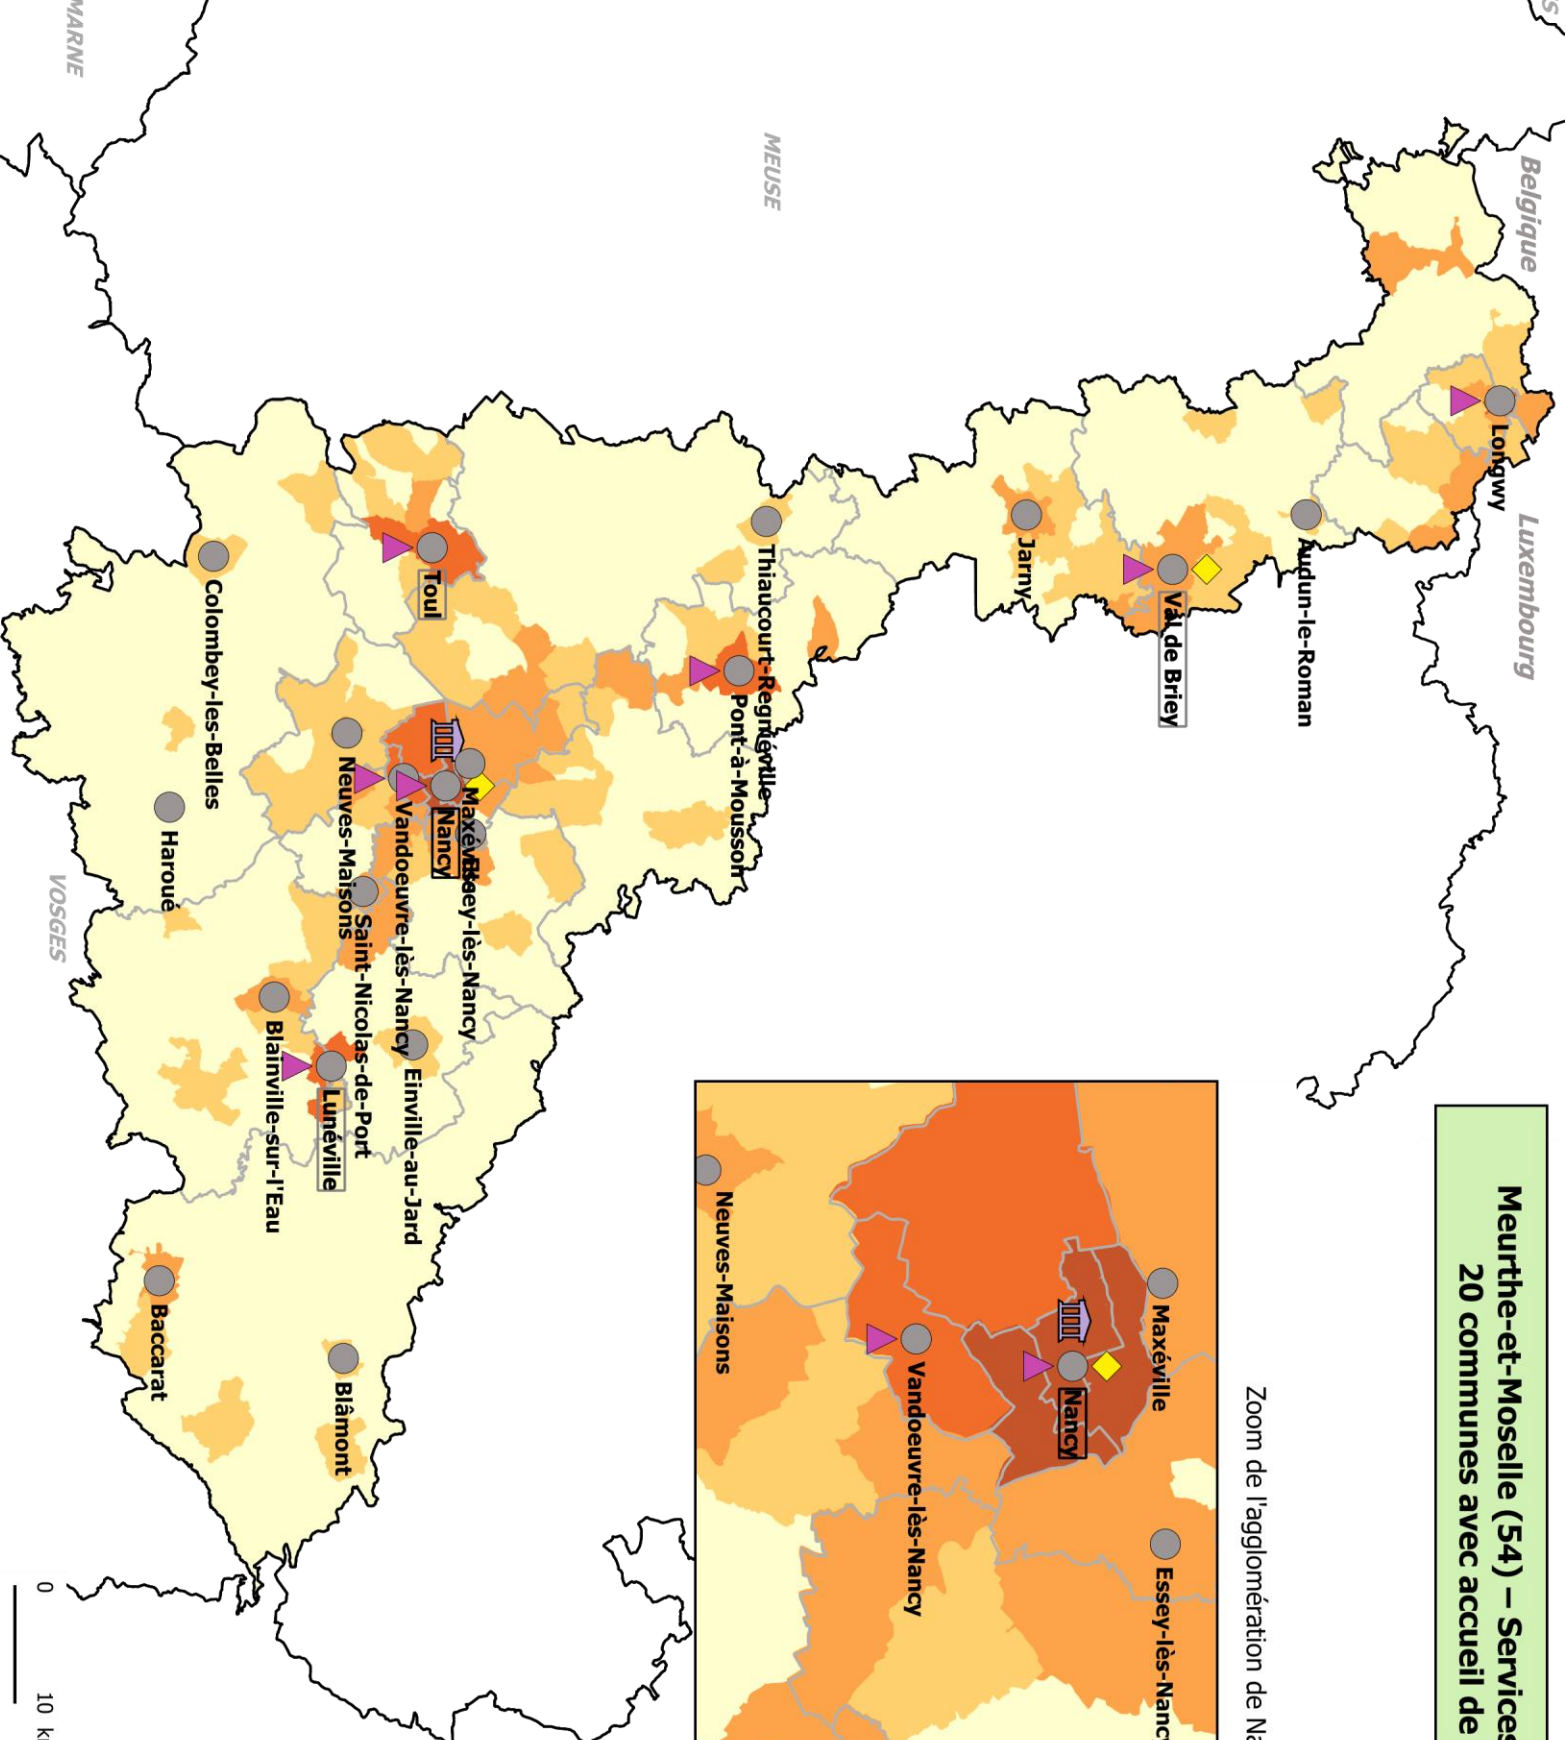 Meurthe-et-Moselle (54) – Services
20 communes avec accueil de
Belgique
Luxembourg
MEUSE
MARNE
VOSGES
Longwy
Audun-le-Roman
Val de Briey
Jarny
Thiaucourt-Regniéville
Pont-à-Mousson
Toul
Maxéville
Essey-lès-Nancy
Nancy
Vandoeuvre-lès-Nancy
Neuves-Maisons
Saint-Nicolas-de-Port
Colombey-les-Belles
Haroué
Einville-au-Jard
Lunéville
Blainville-sur-l'Eau
Baccarat
Blâmont
Zoom de l'agglomération de Na
Maxéville
Essey-lès-Nancy
Nancy
Vandoeuvre-lès-Nancy
Neuves-Maisons
0 10 k